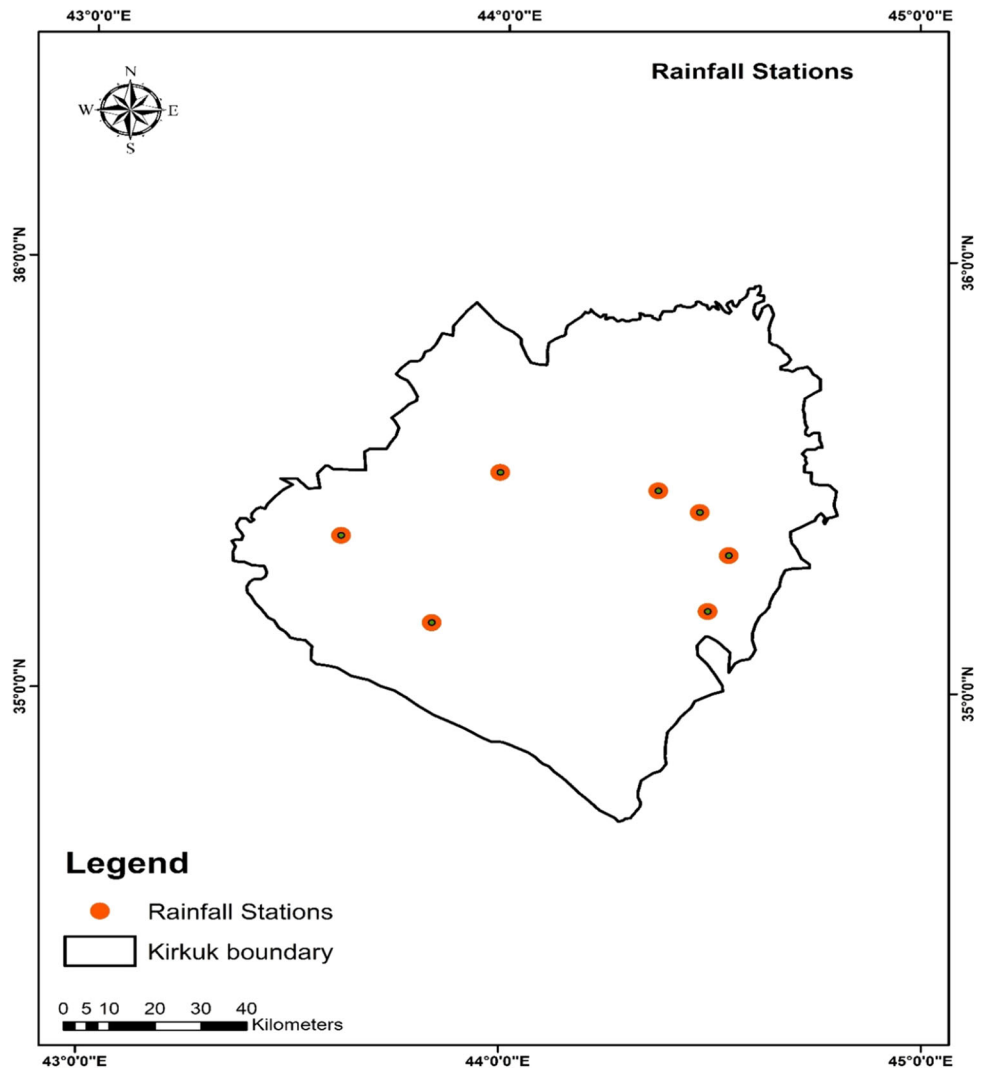 43°0'0"E 44°0'0"E 45°0'0"E
Rainfall Stations
N
W E
S
36°0'0"N 36°0'0"N
35°0'0"N 35°0'0"N
Legend
Rainfall Stations
Kirkuk boundary
0 5 10 20 30 40
Kilometers
43°0'0"E 44°0'0"E 45°0'0"E